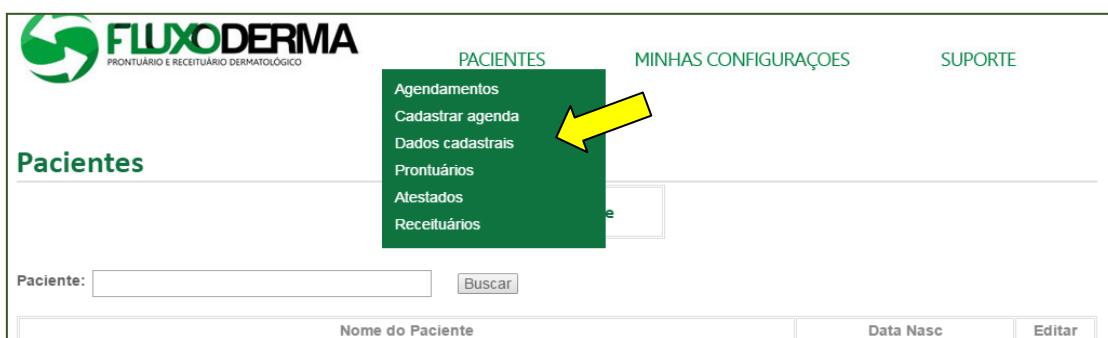 FLUXODERMA
PRONTUÁRIO E RECEITUÁRIO DERMATOLÓGICO
PACIENTES MINHAS CONFIGURAÇOES SUPORTE
Agendamentos
Cadastrar agenda
Dados cadastrais
Prontuários
Atestados
Receituários
Pacientes
Paciente: Buscar
Nome do Paciente Data Nasc Editar